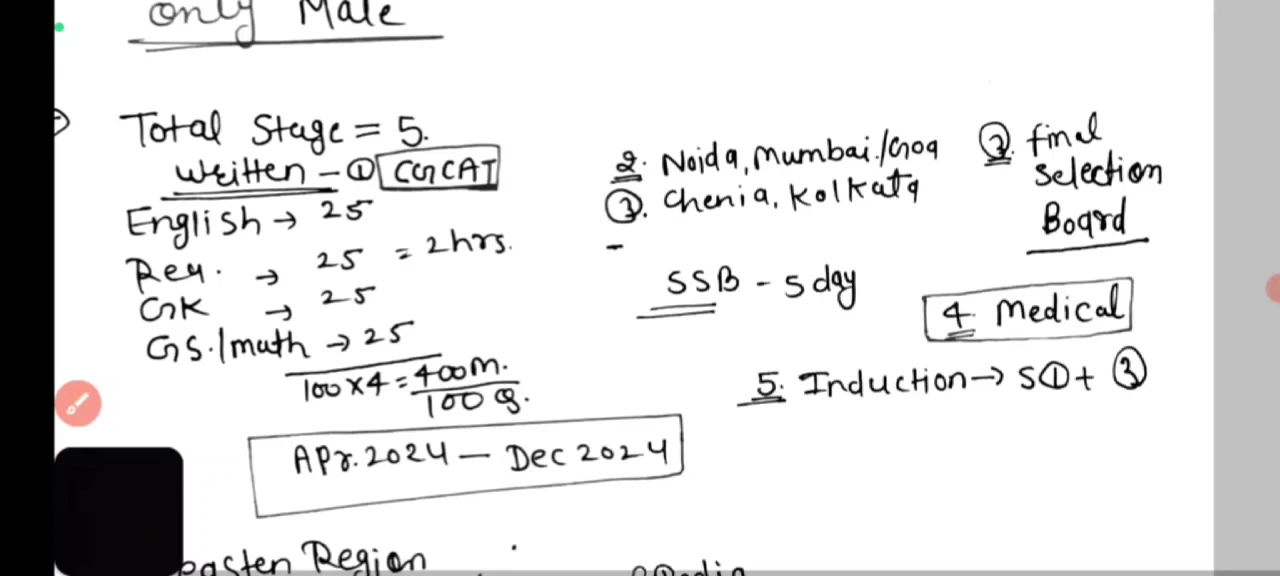 only Male
Total Stage = 5.
Written - ① CGCAT
English → 25
Rea. → 25 = 2hrs.
GK → 25
GS./math → 25
100 x 4 = 400m.
100 q.
Apr. 2024 — Dec 2024
2. Noida, Mumbai./Goa
③. Chenia, Kolkata
SSB - 5 day
③ final
Selection
Board
4. Medical
5. Induction → S① + ③
Region